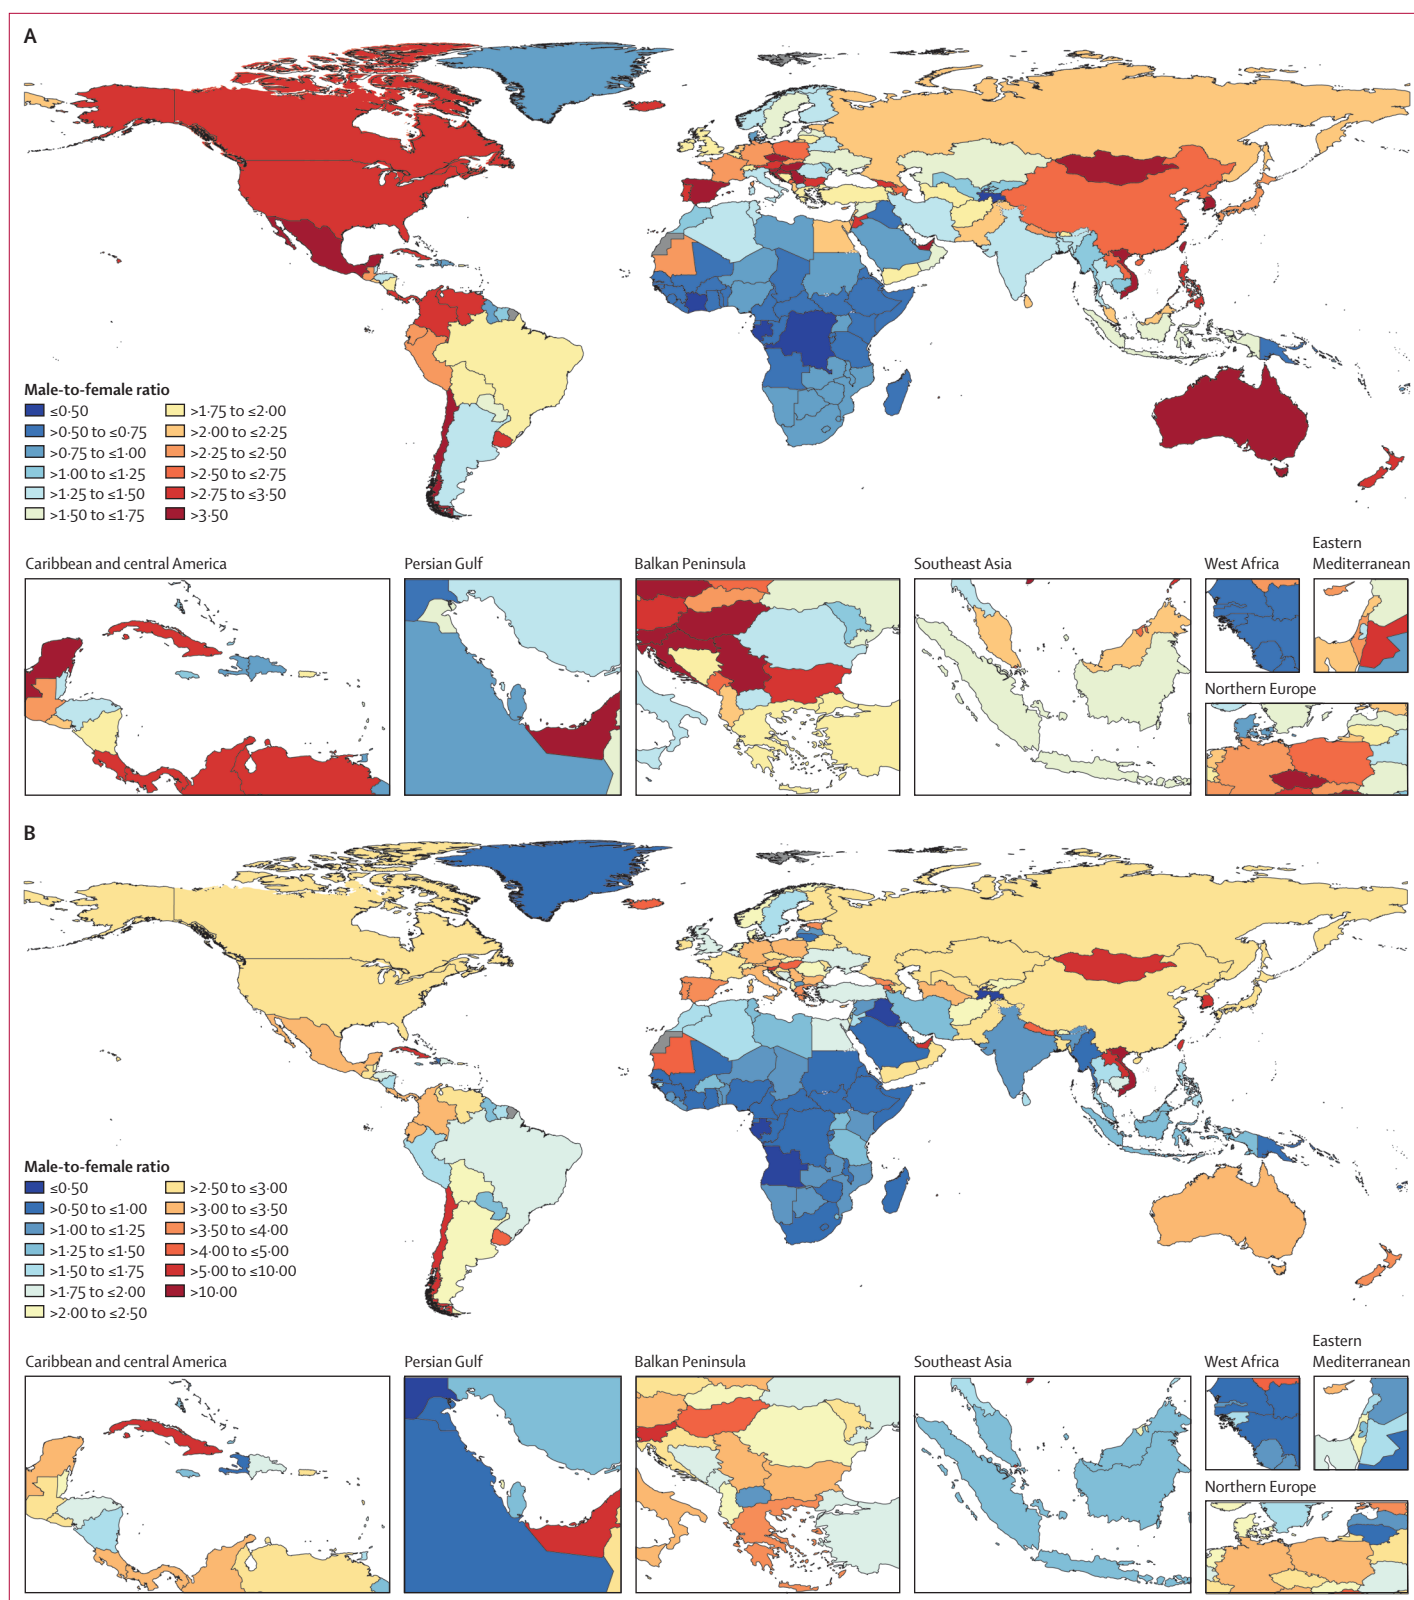 A
Male-to-female ratio
≤0·50
>0·50 to ≤0·75
>0·75 to ≤1·00
>1·00 to ≤1·25
>1·25 to ≤1·50
>1·50 to ≤1·75
>1·75 to ≤2·00
>2·00 to ≤2·25
>2·25 to ≤2·50
>2·50 to ≤2·75
>2·75 to ≤3·50
>3·50
Caribbean and central America
Persian Gulf
Balkan Peninsula
Southeast Asia
West Africa
Eastern
Mediterranean
Northern Europe
B
Male-to-female ratio
≤0·50
>0·50 to ≤1·00
>1·00 to ≤1·25
>1·25 to ≤1·50
>1·50 to ≤1·75
>1·75 to ≤2·00
>2·00 to ≤2·50
>2·50 to ≤3·00
>3·00 to ≤3·50
>3·50 to ≤4·00
>4·00 to ≤5·00
>5·00 to ≤10·00
>10·00
Caribbean and central America
Persian Gulf
Balkan Peninsula
Southeast Asia
West Africa
Eastern
Mediterranean
Northern Europe